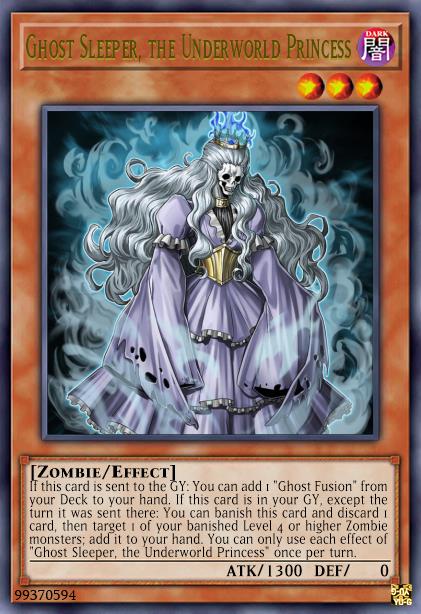 Ghost Sleeper, the Underworld Princess
DARK
闇
[Zombie/Effect]
If this card is sent to the GY: You can add 1 "Ghost Fusion" from
your Deck to your hand. If this card is in your GY, except the
turn it was sent there: You can banish this card and discard 1
card, then target 1 of your banished Level 4 or higher Zombie
monsters; add it to your hand. You can only use each effect of
"Ghost Sleeper, the Underworld Princess" once per turn.
ATK/1300 DEF/ 0
99370594